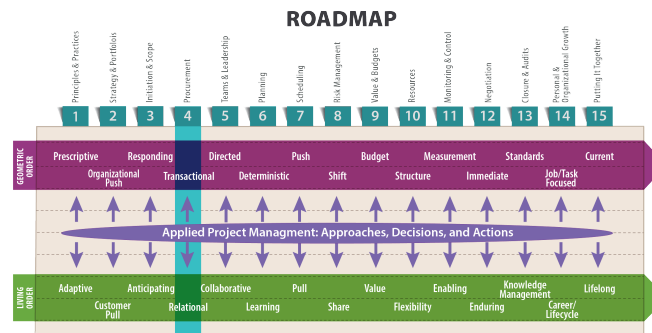 ROADMAP
Principles & Practices
Strategy & Portfolois
Initiation & Scope
Procurement
Teams & Leadership
Planning
Scheduling
Risk Management
Value & Budgets
Resources
Monitoring & Control
Negotiation
Closure & Audits
Personal &
Organizational Growth
Putting It Together
1 2 3 4 5 6 7 8 9 10 11 12 13 14 15
GEOMETRIC
ORDER
Prescriptive Responding Directed Push Budget Measurement Standards Current
Organizational
Push
Transactional Deterministic Shift Structure Immediate
Job/Task
Focused
Applied Project Managment: Approaches, Decisions, and Actions
LIVING
ORDER
Adaptive Anticipating Collaborative Pull Value Enabling
Knowledge
Management
Lifelong
Customer
Pull
Relational Learning Share Flexibility Enduring
Career/
Lifecycle